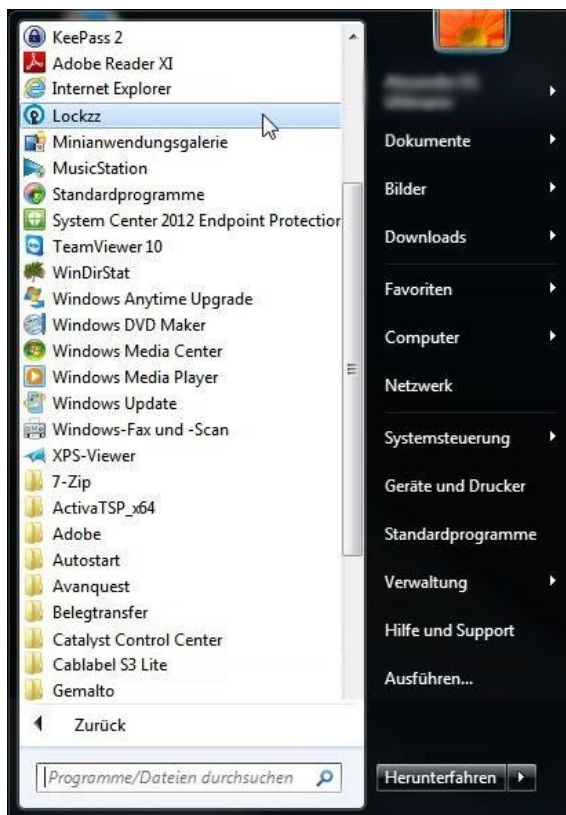 KeePass 2
Adobe Reader XI
Internet Explorer
Lockzz
Minianwendungsgalerie
MusicStation
Standardprogramme
System Center 2012 Endpoint Protection
TeamViewer 10
WinDirStat
Windows Anytime Upgrade
Windows DVD Maker
Windows Media Center
Windows Media Player
Windows Update
Windows-Fax und -Scan
XPS-Viewer
7-Zip
ActivaTSP_x64
Adobe
Autostart
Avanquest
Belegtransfer
Catalyst Control Center
Cablabel S3 Lite
Gemalto
Zurück
Programme/Dateien durchsuchen
Dokumente
Bilder
Downloads
Favoriten
Computer
Netzwerk
Systemsteuerung
Geräte und Drucker
Standardprogramme
Verwaltung
Hilfe und Support
Ausführen...
Herunterfahren